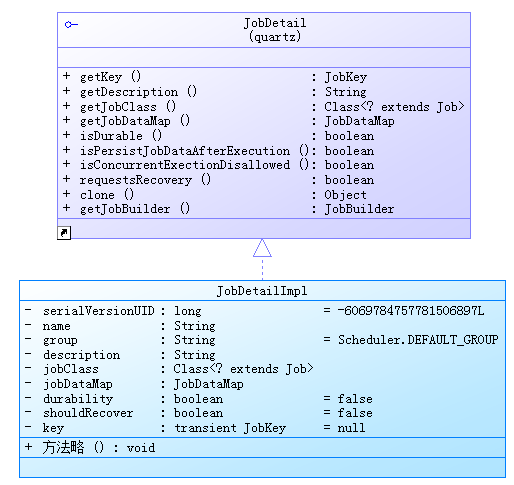 JobDetail
(quartz)
+ getKey () : JobKey
+ getDescription () : String
+ getJobClass () : Class<? extends Job>
+ getJobDataMap () : JobDataMap
+ isDurable () : boolean
+ isPersistJobDataAfterExecution () : boolean
+ isConcurrentExectionDisallowed () : boolean
+ requestsRecovery () : boolean
+ clone () : Object
+ getJobBuilder () : JobBuilder
JobDetailImpl
- serialVersionUID : long = -6069784757781506897L
- name : String
- group : String = Scheduler.DEFAULT_GROUP
- description : String
- jobClass : Class<? extends Job>
- jobDataMap : JobDataMap
- durability : boolean = false
- shouldRecover : boolean = false
- key : transient JobKey = null
+ 方法略 () : void